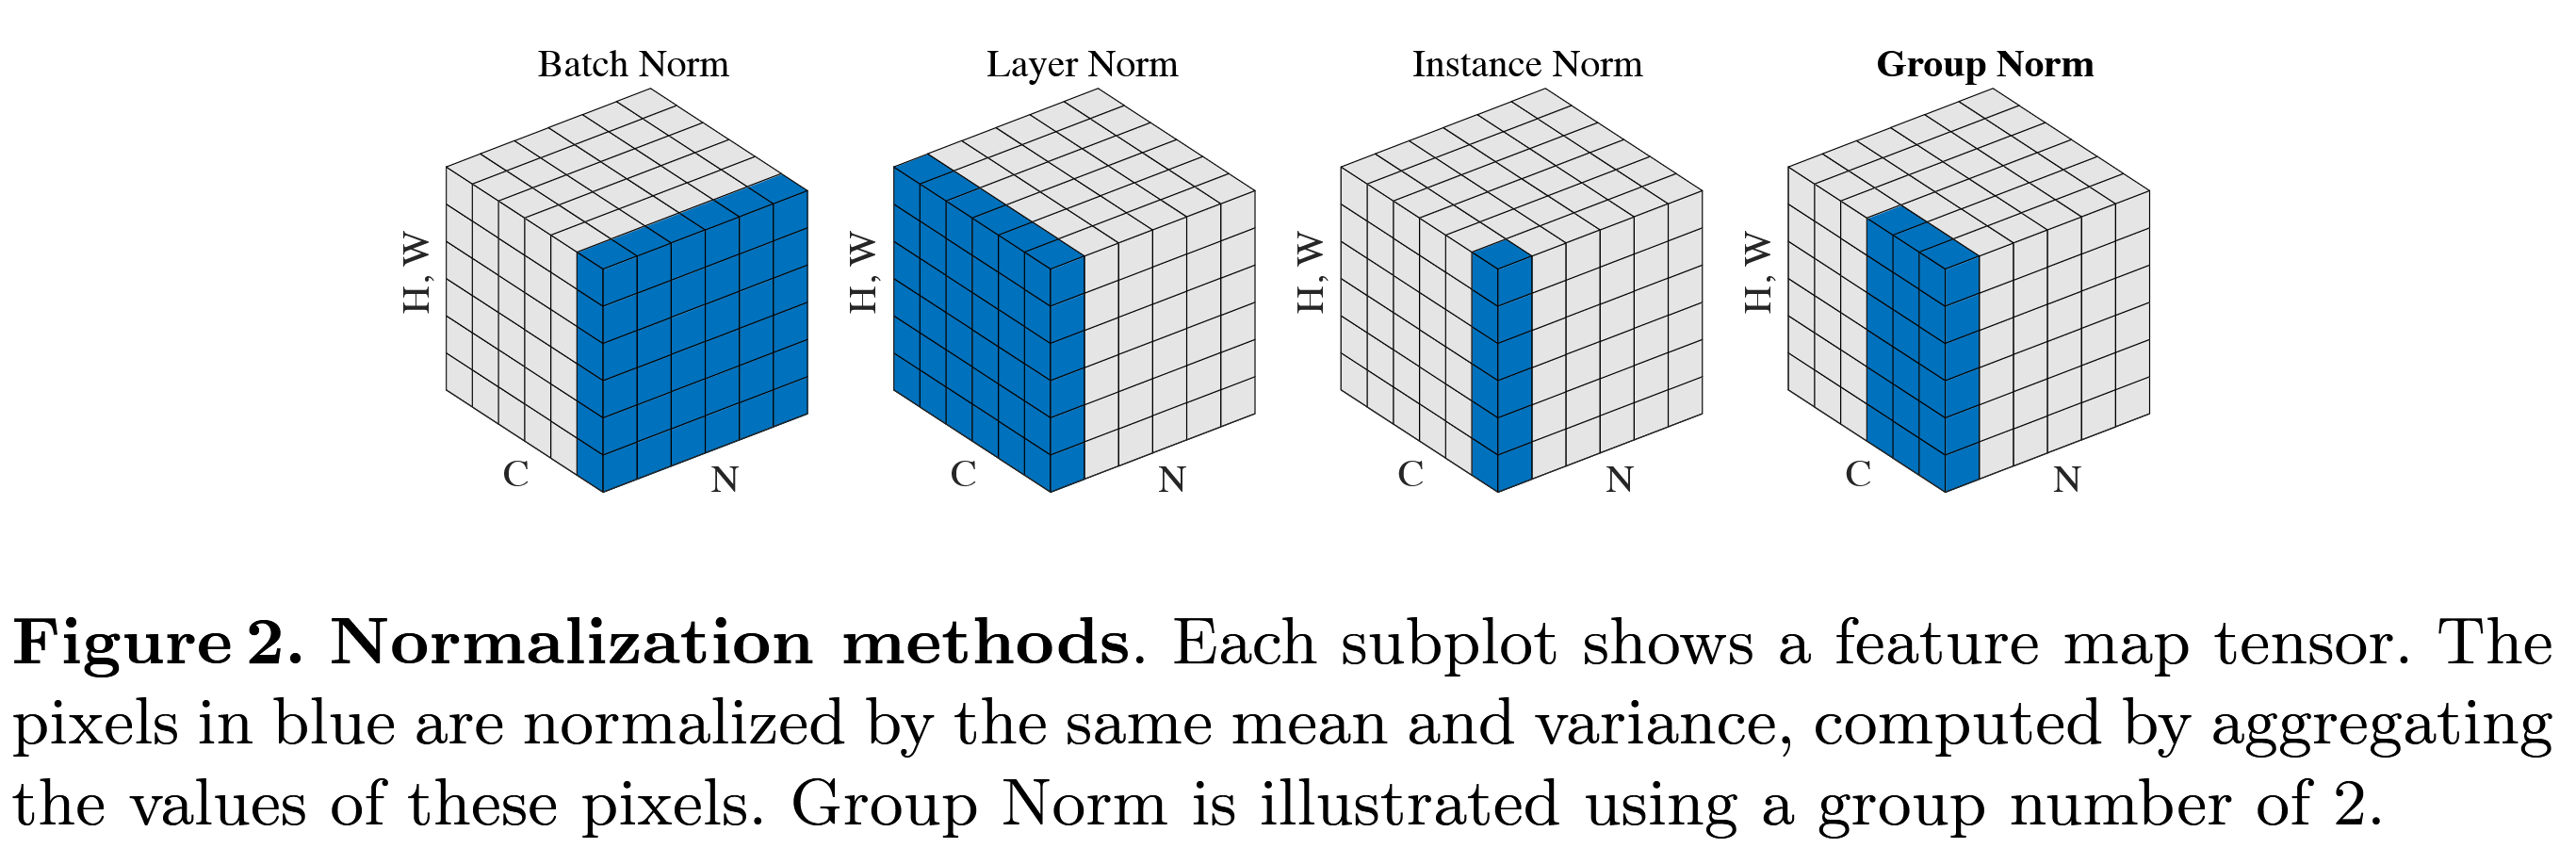 Batch Norm
Layer Norm
Instance Norm
Group Norm
H, W
C
N
H, W
C
N
H, W
C
N
H, W
C
N
Figure 2. Normalization methods. Each subplot shows a feature map tensor. The
pixels in blue are normalized by the same mean and variance, computed by aggregating
the values of these pixels. Group Norm is illustrated using a group number of 2.